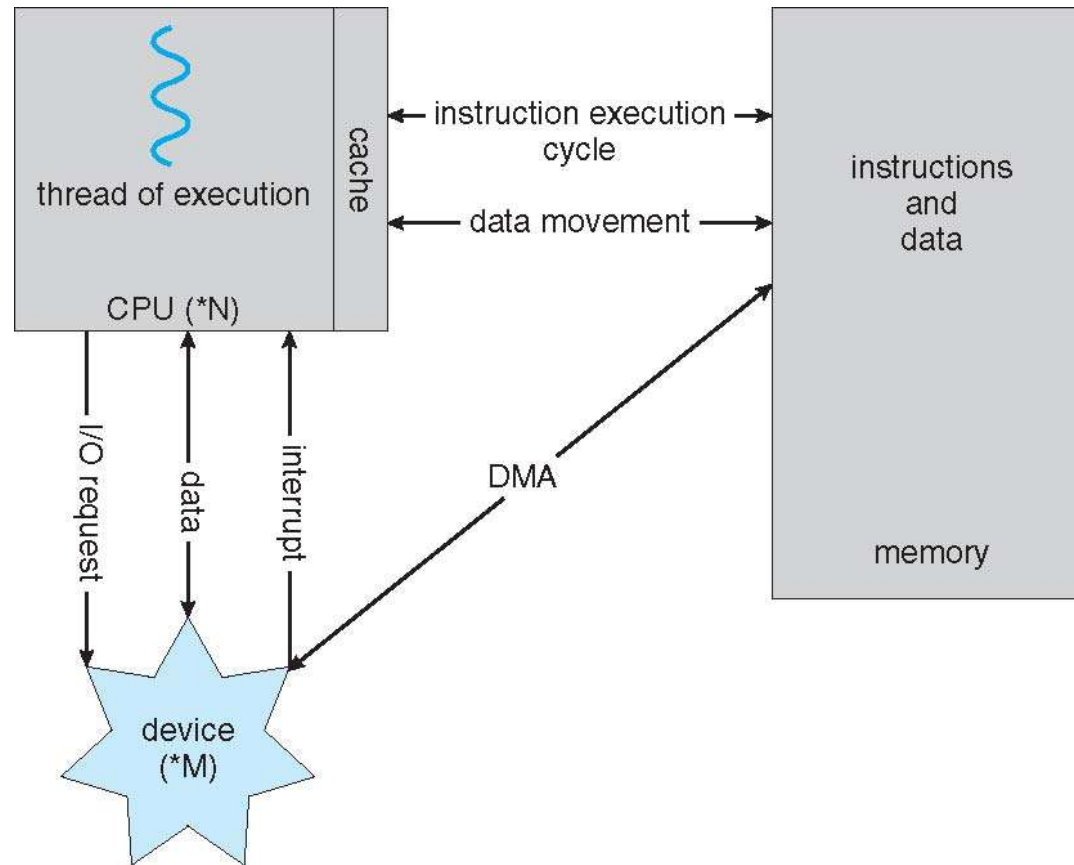 thread of execution
cache
CPU (*N)
instruction execution
cycle
data movement
instructions
and
data
memory
I/O request
data
interrupt
DMA
device
(*M)